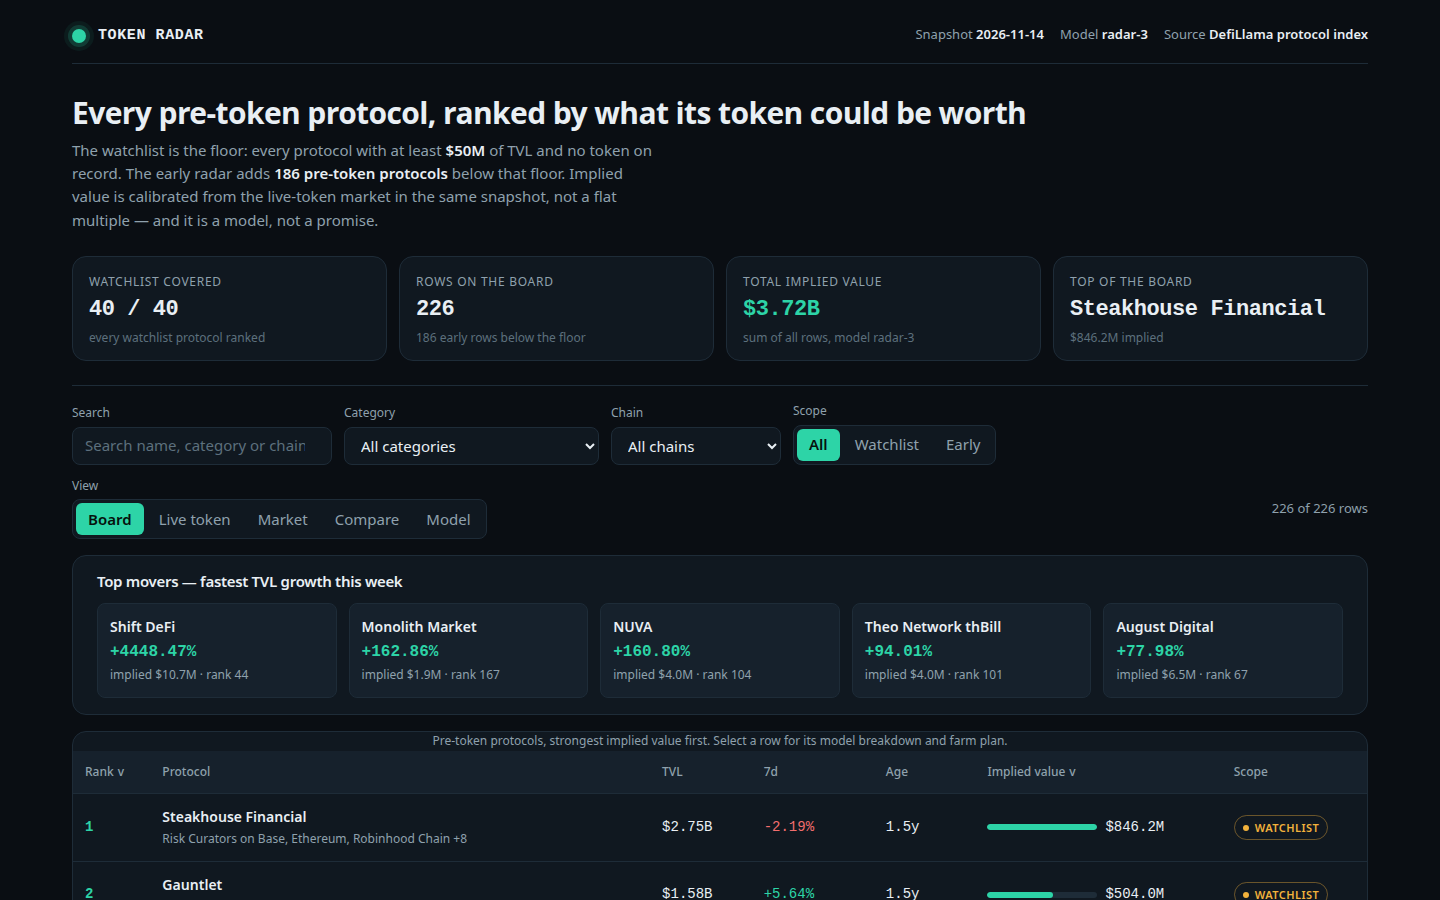 TOKEN RADAR
Snapshot 2026-11-14 Model radar-3 Source DefiLlama protocol index
Every pre-token protocol, ranked by what its token could be worth
The watchlist is the floor: every protocol with at least $50M of TVL and no token on
record. The early radar adds 186 pre-token protocols below that floor. Implied
value is calibrated from the live-token market in the same snapshot, not a flat
multiple — and it is a model, not a promise.
WATCHLIST COVERED
40 / 40
every watchlist protocol ranked
ROWS ON THE BOARD
226
186 early rows below the floor
TOTAL IMPLIED VALUE
$3.72B
sum of all rows, model radar-3
TOP OF THE BOARD
Steakhouse Financial
$846.2M implied
Search
Search name, category or chain
Category
All categories
Chain
All chains
Scope
All Watchlist Early
View
Board Live token Market Compare Model
226 of 226 rows
Top movers — fastest TVL growth this week
Shift DeFi
+4448.47%
implied $10.7M · rank 44
Monolith Market
+162.86%
implied $1.9M · rank 167
NUVA
+160.80%
implied $4.0M · rank 104
Theo Network thBill
+94.01%
implied $4.0M · rank 101
August Digital
+77.98%
implied $6.5M · rank 67
Pre-token protocols, strongest implied value first. Select a row for its model breakdown and farm plan.
Rank v Protocol TVL 7d Age Implied value v Scope
1 Steakhouse Financial $2.75B -2.19% 1.5y $846.2M WATCHLIST
Risk Curators on Base, Ethereum, Robinhood Chain +8
2 Gauntlet $1.58B +5.64% 1.5y $504.0M WATCHLIST